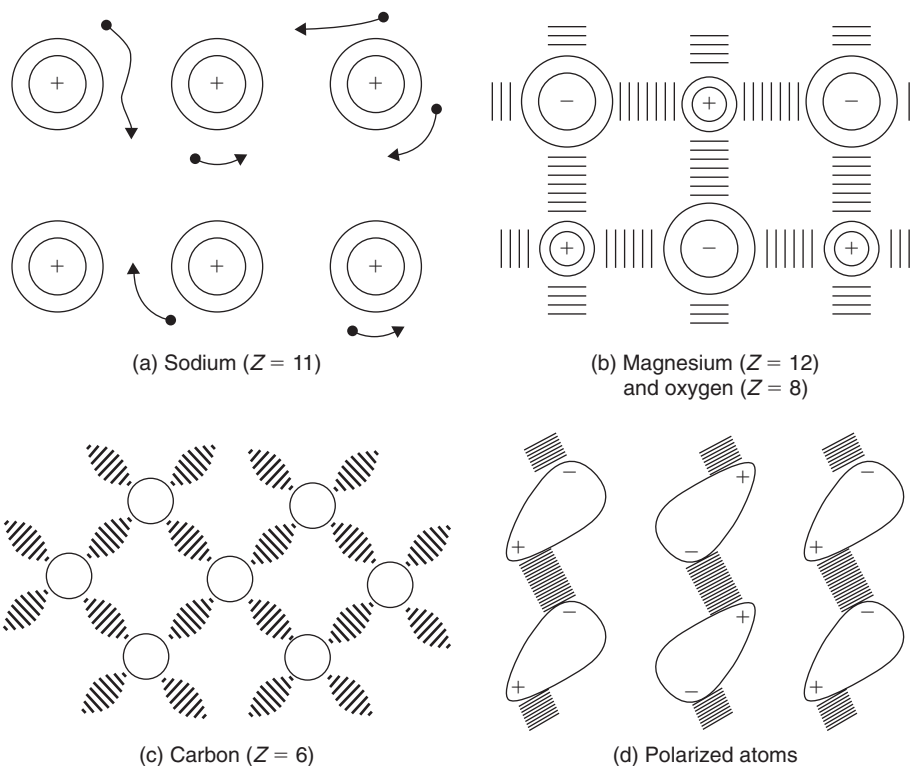 + + +
+ + +
(a) Sodium (Z = 11)
− + −
+ − +
(b) Magnesium (Z = 12)
and oxygen (Z = 8)
(c) Carbon (Z = 6)
− + −
+ − +
− + −
+ − +
(d) Polarized atoms